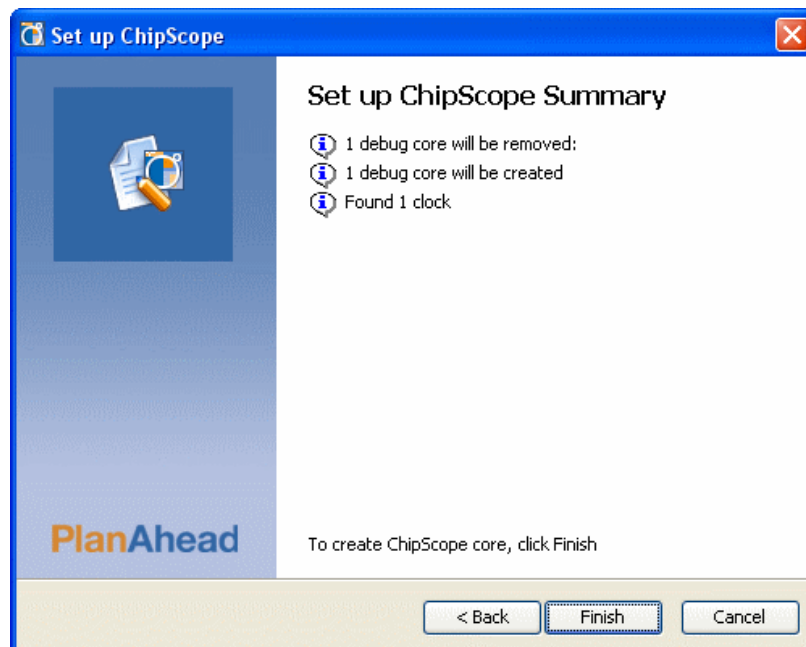 Set up ChipScope
Set up ChipScope Summary
1 debug core will be removed:
1 debug core will be created
Found 1 clock
PlanAhead
To create ChipScope core, click Finish
< Back
Finish
Cancel